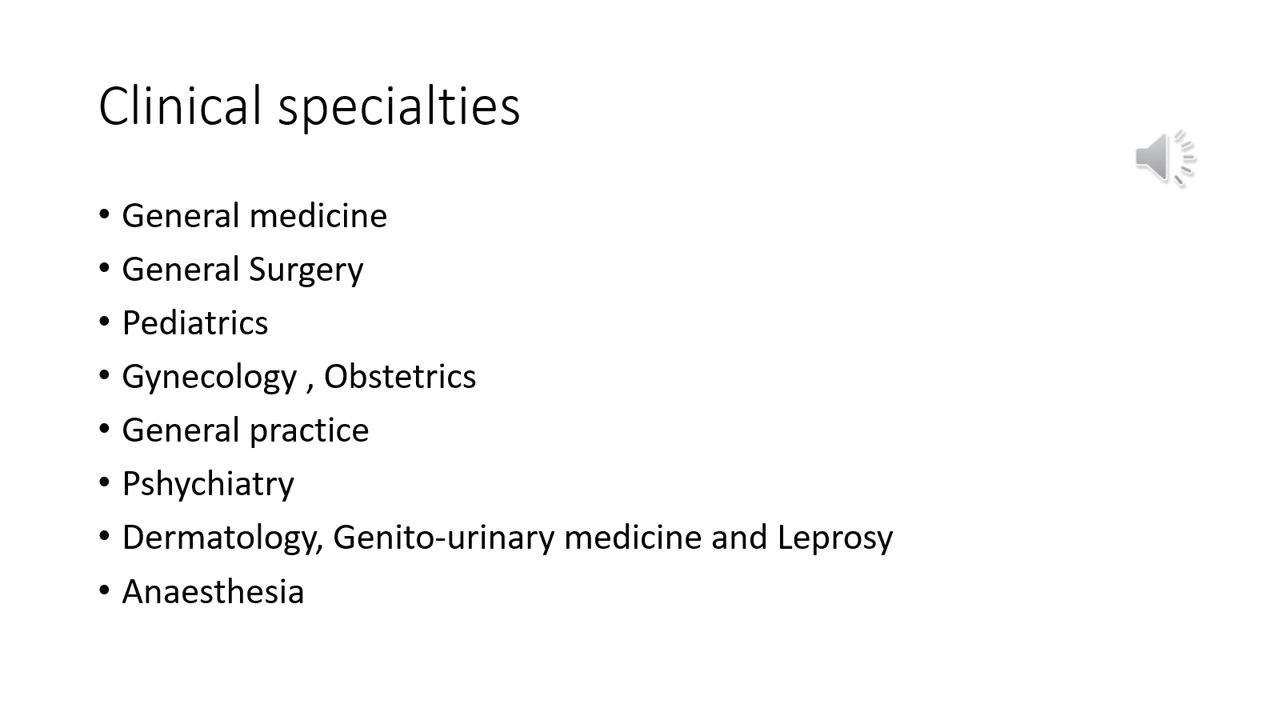 Clinical specialties
• General medicine
• General Surgery
• Pediatrics
• Gynecology , Obstetrics
• General practice
• Pshychiatry
• Dermatology, Genito-urinary medicine and Leprosy
• Anaesthesia